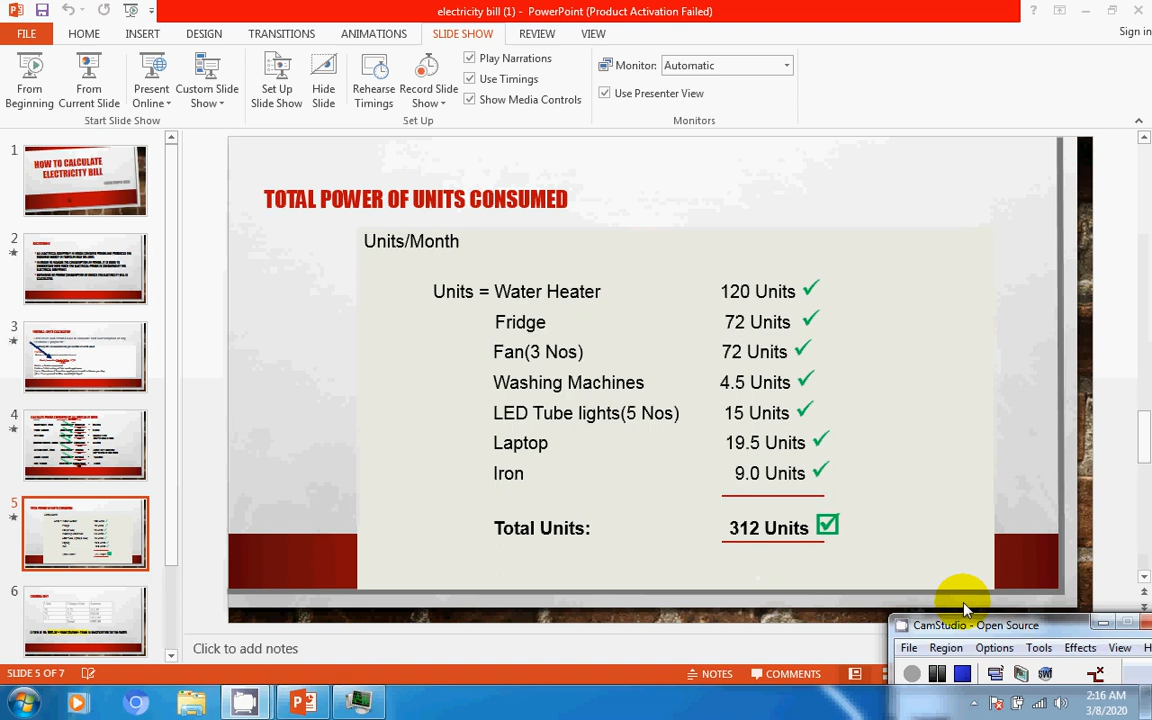 electricity bill (1) - PowerPoint (Product Activation Failed)
FILE HOME INSERT DESIGN TRANSITIONS ANIMATIONS SLIDE SHOW REVIEW VIEW Sign in
From Beginning
From Current Slide
Present Online
Custom Slide Show
Set Up Slide Show
Hide Slide
Rehearse Timings
Record Slide Show
Play Narrations
Use Timings
Show Media Controls
Monitor: Automatic
Use Presenter View
Start Slide Show
Set Up
Monitors
1
HOW TO CALCULATE
ELECTRICITY BILL
2
3
4
5
6
TOTAL POWER OF UNITS CONSUMED
Units/Month
Units = Water Heater 120 Units
Fridge 72 Units
Fan(3 Nos) 72 Units
Washing Machines 4.5 Units
LED Tube lights(5 Nos) 15 Units
Laptop 19.5 Units
Iron 9.0 Units
Total Units: 312 Units
Click to add notes
CamStudio - Open Source
File Region Options Tools Effects View H
SLIDE 5 OF 7
NOTES
COMMENTS
2:16 AM
3/8/2020